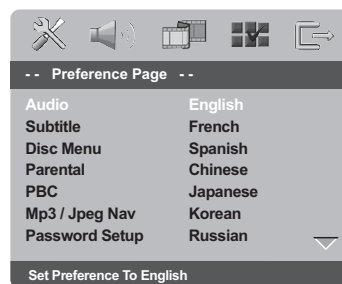 -- Preference Page --
Audio English
Subtitle French
Disc Menu Spanish
Parental Chinese
PBC Japanese
Mp3 / Jpeg Nav Korean
Password Setup Russian
Set Preference To English